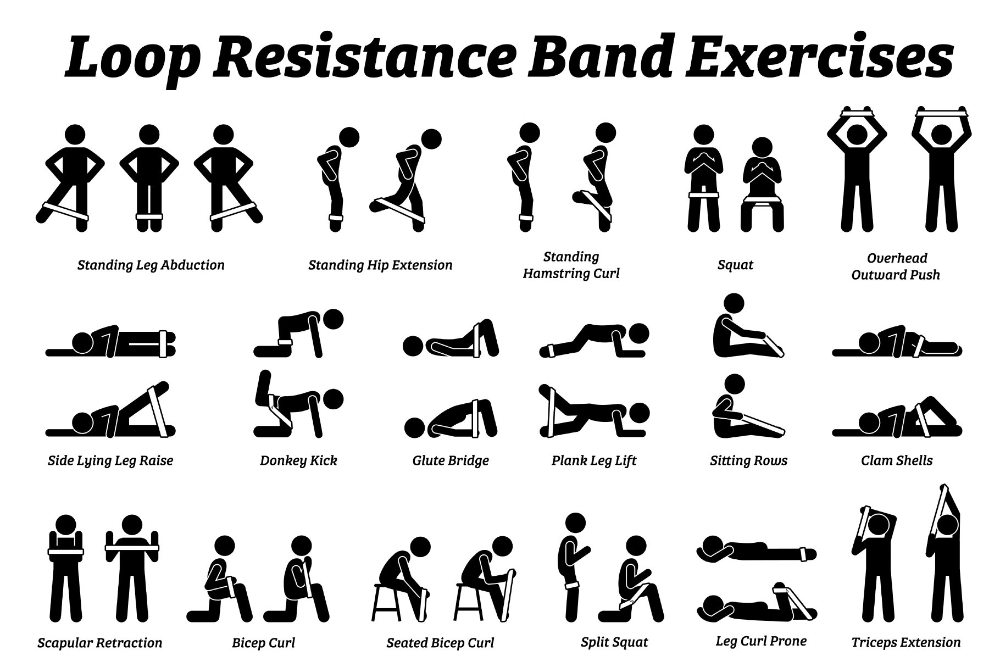 Loop Resistance Band Exercises
Standing Leg Abduction
Standing Hip Extension
Standing
Hamstring Curl
Squat
Overhead
Outward Push
Side Lying Leg Raise
Donkey Kick
Glute Bridge
Plank Leg Lift
Sitting Rows
Clam Shells
Scapular Retraction
Bicep Curl
Seated Bicep Curl
Split Squat
Leg Curl Prone
Triceps Extension